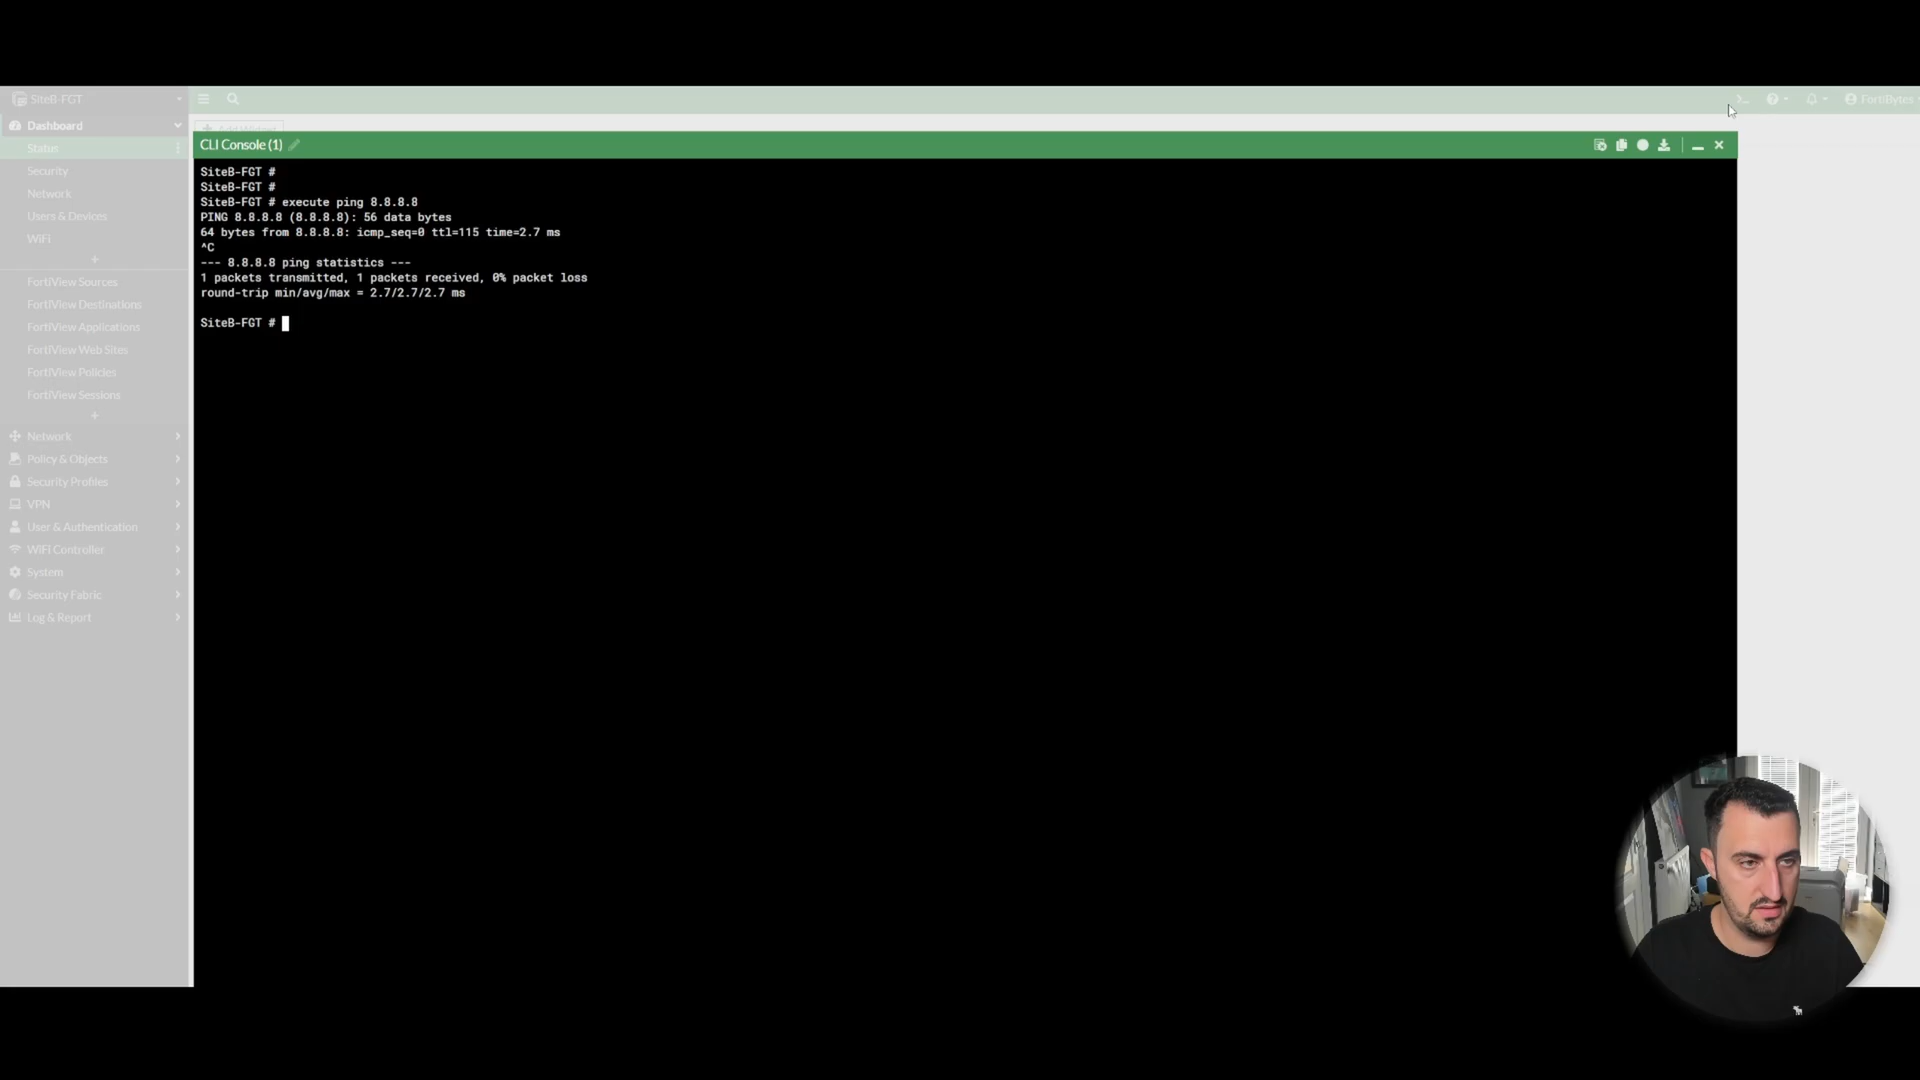 SiteB-FGT
FortiBytes
Dashboard
Status
Security
Network
Users & Devices
WiFi
FortiView Sources
FortiView Destinations
FortiView Applications
FortiView Web Sites
FortiView Policies
FortiView Sessions
Network
Policy & Objects
Security Profiles
VPN
User & Authentication
WiFi Controller
System
Security Fabric
Log & Report
CLI Console (1)
SiteB-FGT #
SiteB-FGT #
SiteB-FGT # execute ping 8.8.8.8
PING 8.8.8.8 (8.8.8.8): 56 data bytes
64 bytes from 8.8.8.8: icmp_seq=0 ttl=115 time=2.7 ms
^C
--- 8.8.8.8 ping statistics ---
1 packets transmitted, 1 packets received, 0% packet loss
round-trip min/avg/max = 2.7/2.7/2.7 ms
SiteB-FGT #